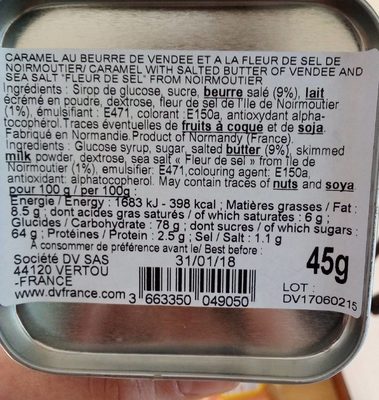 CARAMEL AU BEURRE DE VENDEE ET A LA FLEUR DE SEL DE
NOIRMOUTIER/ CARAMEL WITH SALTED BUTTER OF VENDEE AND
SEA SALT "FLEUR DE SEL" FROM NOIRMOUTIER
Ingrédients : Sirop de glucose, sucre, beurre salé (9%), lait
écrémé en poudre, dextrose, fleur de sel de l'Ile de Noirmoutier
(1%), émulsifiant : E471, colorant :E150a, antioxydant alpha-
tocophérol.Traces éventuelles de fruits à coque et de soja.
Fabriqué en Normandie.Product of Normandy (France).
Ingredients : Glucose syrup, sugar, salted butter (9%), skimmed
milk powder, dextrose, sea salt « Fleur de sel » from île de
Noirmoutier (1%), emulsifier: E471,colouring agent: E150a,
antioxidant: alphatocopherol. May contain traces of nuts and soya
pour 100 g / per 100g :
Energie / Energy : 1683 kJ - 398 kcal ; Matières grasses / Fat :
8.5 g ; dont acides gras saturés / of which saturates : 6 g ;
Glucides / Carbohydrate : 78 g ; dont sucres / of which sugars :
64 g ; Protéines / Protein : 2.5 g ; Sel / Salt : 1.1 g
A consommer de préférence avant le/ Best before :
Société DV SAS 31/01/18
44120 VERTOU
-FRANCE
www.dvfrance.com
45g
3 663350 049050
LOT :
DV17060215